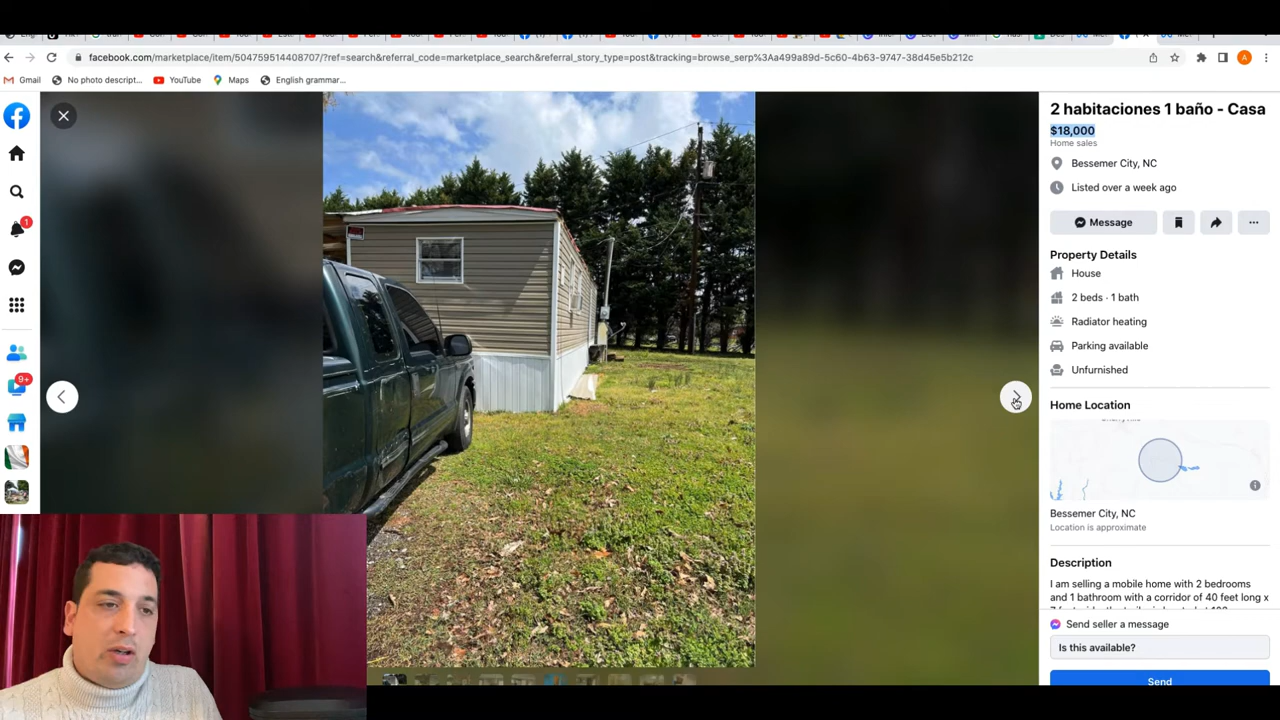 facebook.com/marketplace/item/504759514408707/?ref=search&referral_code=marketplace_search&referral_story_type=post&tracking=browse_serp%3aa499a89d-5c60-4b63-9747-38d45e5b212c
A
Gmail
No photo descript...
YouTube
Maps
English grammar...
1
9+
2 habitaciones 1 baño - Casa
$18,000
Home sales
Bessemer City, NC
Listed over a week ago
Message
Property Details
House
2 beds · 1 bath
Radiator heating
Parking available
Unfurnished
Home Location
Bessemer City, NC
Location is approximate
Description
I am selling a mobile home with 2 bedrooms
and 1 bathroom with a corridor of 40 feet long x
Send seller a message
Is this available?
Send